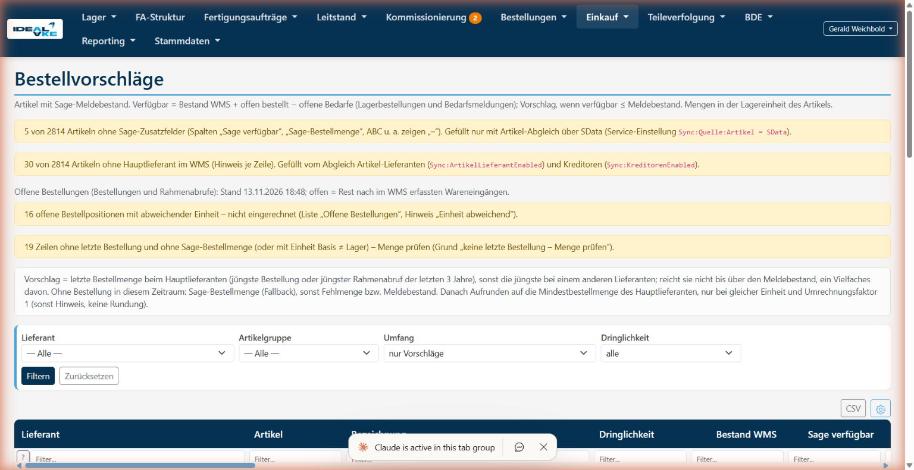 IDEAL AKE
Lager
FA-Struktur
Fertigungsaufträge
Leitstand
Kommissionierung 2
Bestellungen
Einkauf
Teileverfolgung
BDE
Gerald Weichbold
Reporting
Stammdaten
Bestellvorschläge
Artikel mit Sage-Meldebestand. Verfügbar = Bestand WMS + offen bestellt − offene Bedarfe (Lagerbestellungen und Bedarfsmeldungen); Vorschlag, wenn verfügbar ≤ Meldebestand. Mengen in der Lagereinheit des Artikels.
5 von 2814 Artikeln ohne Sage-Zusatzfelder (Spalten „Sage verfügbar“, „Sage-Bestellmenge“, ABC u. a. zeigen „–“). Gefüllt nur mit Artikel-Abgleich über SData (Service-Einstellung Sync:Quelle:Artikel = SData).
30 von 2814 Artikeln ohne Hauptlieferant im WMS (Hinweis je Zeile). Gefüllt vom Abgleich Artikel-Lieferanten (Sync:ArtikelLieferantEnabled) und Kreditoren (Sync:KreditorenEnabled).
Offene Bestellungen (Bestellungen und Rahmenabrufe): Stand 13.11.2026 18:48; offen = Rest nach im WMS erfassten Wareneingängen.
16 offene Bestellpositionen mit abweichender Einheit – nicht eingerechnet (Liste „Offene Bestellungen“, Hinweis „Einheit abweichend“).
19 Zeilen ohne letzte Bestellung und ohne Sage-Bestellmenge (oder mit Einheit Basis ≠ Lager) – Menge prüfen (Grund „keine letzte Bestellung – Menge prüfen“).
Vorschlag = letzte Bestellmenge beim Hauptlieferanten (jüngste Bestellung oder jüngster Rahmenabruf der letzten 3 Jahre), sonst die jüngste bei einem anderen Lieferanten; reicht sie nicht bis über den Meldebestand, ein Vielfaches
davon. Ohne Bestellung in diesem Zeitraum: Sage-Bestellmenge (Fallback), sonst Fehlmenge bzw. Meldebestand. Danach Aufrunden auf die Mindestbestellmenge des Hauptlieferanten, nur bei gleicher Einheit und Umrechnungsfaktor
1 (sonst Hinweis, keine Rundung).
Lieferant
Artikelgruppe
Umfang
Dringlichkeit
— Alle —
— Alle —
nur Vorschläge
alle
Filtern
Zurücksetzen
CSV
Lieferant
Artikel
Dringlichkeit
Bestand WMS
Sage verfügbar
Claude is active in this tab group
?
Filter...
Filter...
Filter...
Filter...
Filter...